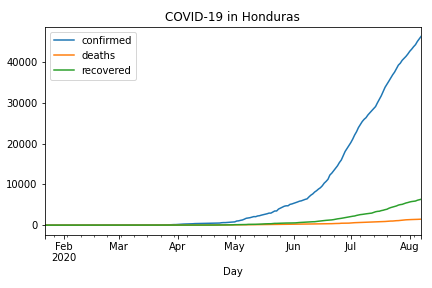 COVID-19 in Honduras
confirmed
deaths
recovered
40000
30000
20000
10000
0
Feb Mar Apr May Jun Jul Aug
2020
Day